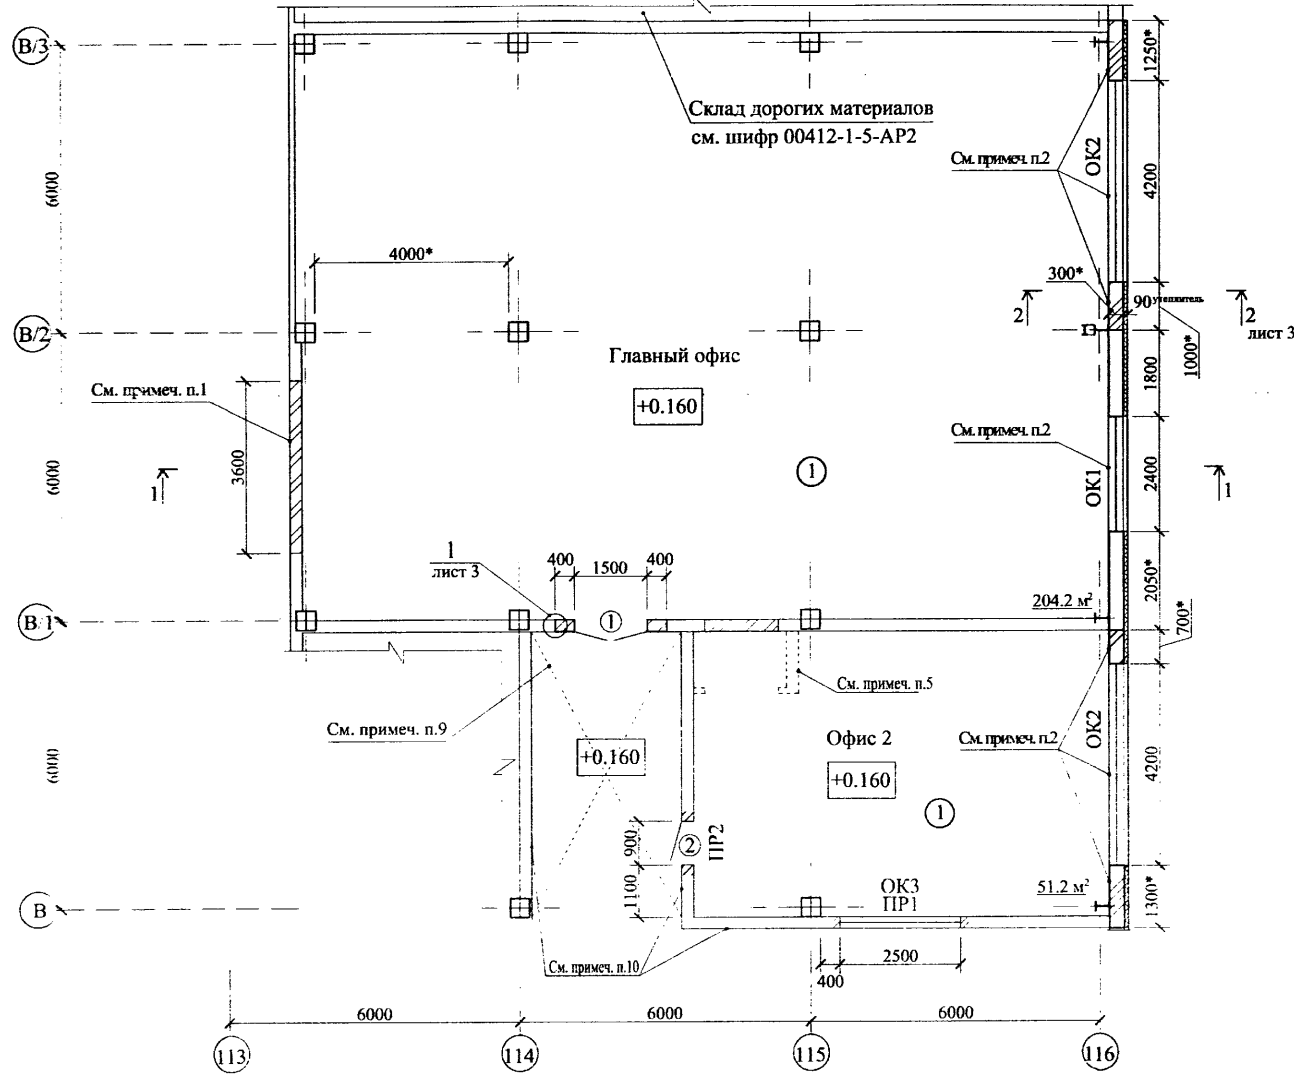 В/3
1250*
Склад дорогих материалов
см. шифр 00412-1-5-АР2
См. примеч. п.2
ОК2
4200
6000
4000*
300*
90 утеплитель
2
2
лист 3
В/2
1000*
1800
Главный офис
+0.160
См. примеч. п.1
См. примеч. п.2
ОК1
2400
3600
6000
1
1
1
1
лист 3
400
1500
400
2050*
204.2 м²
В/1
1
700*
См. примеч. п.5
См. примеч. п.9
+0.160
Офис 2
+0.160
См. примеч. п.2
ОК2
4200
6000
1
900
2
ПР2
1100
ОК3
ПР1
51.2 м²
1300*
В
См. примеч. п.10
400
2500
6000
6000
6000
113
114
115
116